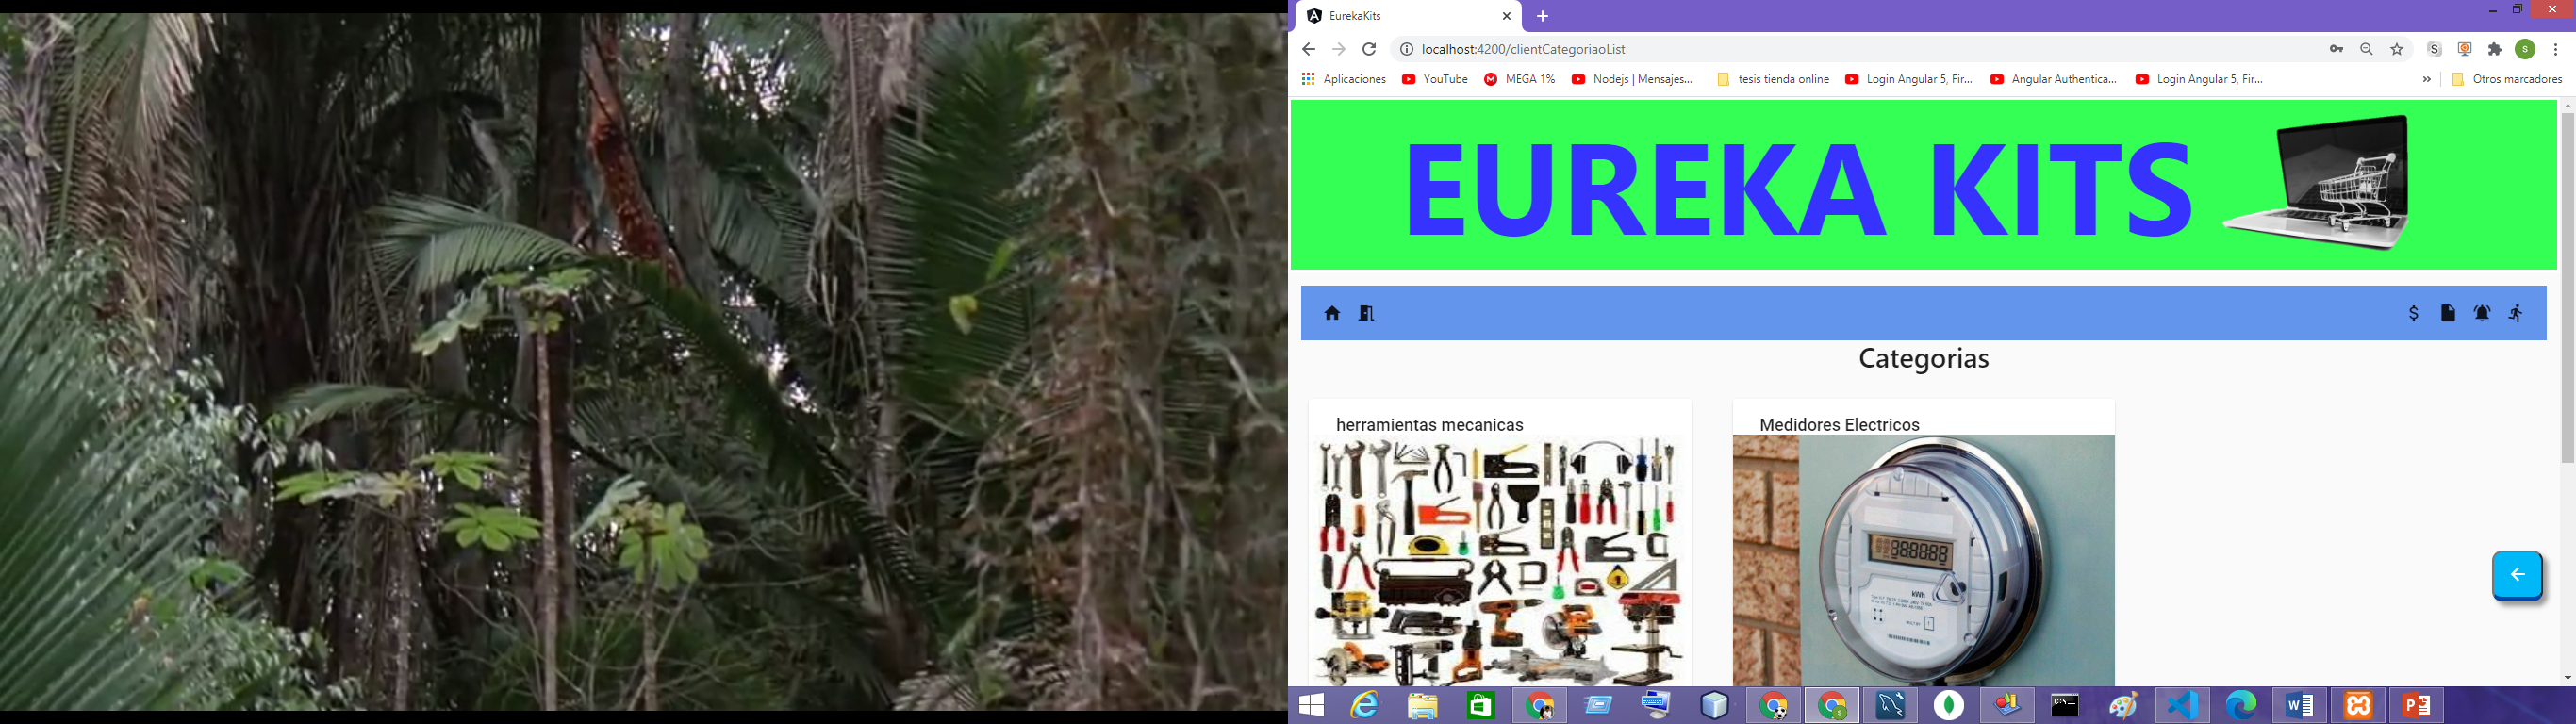 EurekaKits
localhost:4200/clientCategoriaoList
Aplicaciones
YouTube
MEGA 1%
Nodejs | Mensajes...
tesis tienda online
Login Angular 5, Fir...
Angular Authentica...
Login Angular 5, Fir...
»
Otros marcadores
EUREKA KITS
Categorias
herramientas mecanicas
Medidores Electricos
kWh